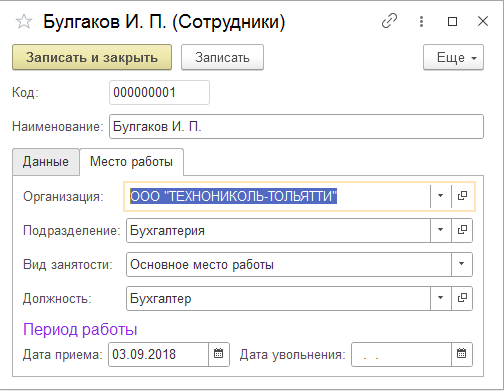 Булгаков И. П. (Сотрудники)
Записать и закрыть Записать Еще
Код: 000000001
Наименование: Булгаков И. П.
Данные Место работы
Организация: ООО "ТЕХНОНИКОЛЬ-ТОЛЬЯТТИ"
Подразделение: Бухгалтерия
Вид занятости: Основное место работы
Должность: Бухгалтер
Период работы
Дата приема: 03.09.2018 Дата увольнения: . .